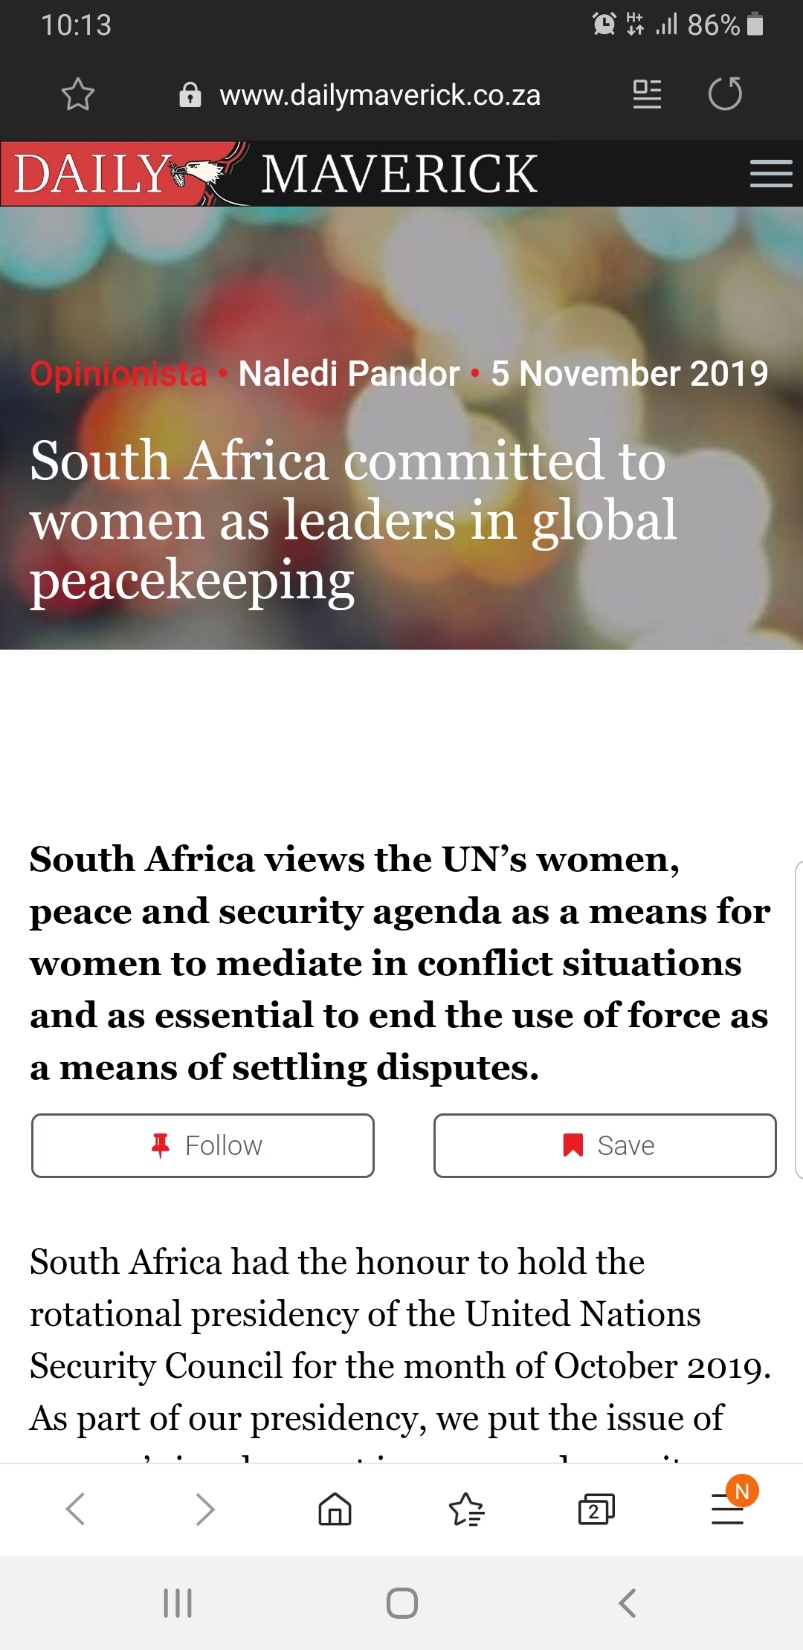 10:13
H+
86%
www.dailymaverick.co.za
DAILY MAVERICK
Opinionista • Naledi Pandor • 5 November 2019
South Africa committed to
women as leaders in global
peacekeeping
South Africa views the UN’s women,
peace and security agenda as a means for
women to mediate in conflict situations
and as essential to end the use of force as
a means of settling disputes.
Follow
Save
South Africa had the honour to hold the
rotational presidency of the United Nations
Security Council for the month of October 2019.
As part of our presidency, we put the issue of
2
N